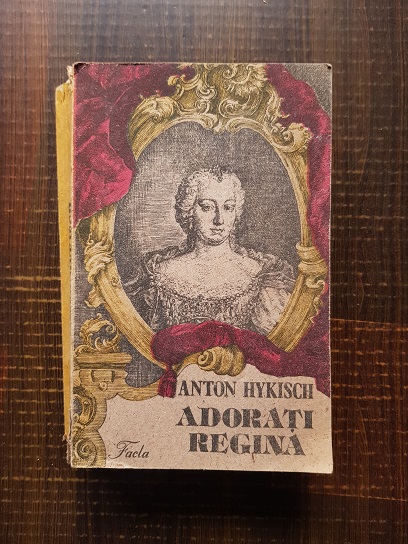 ANTON HYKISCH
ADORAȚI
REGINA
Facla